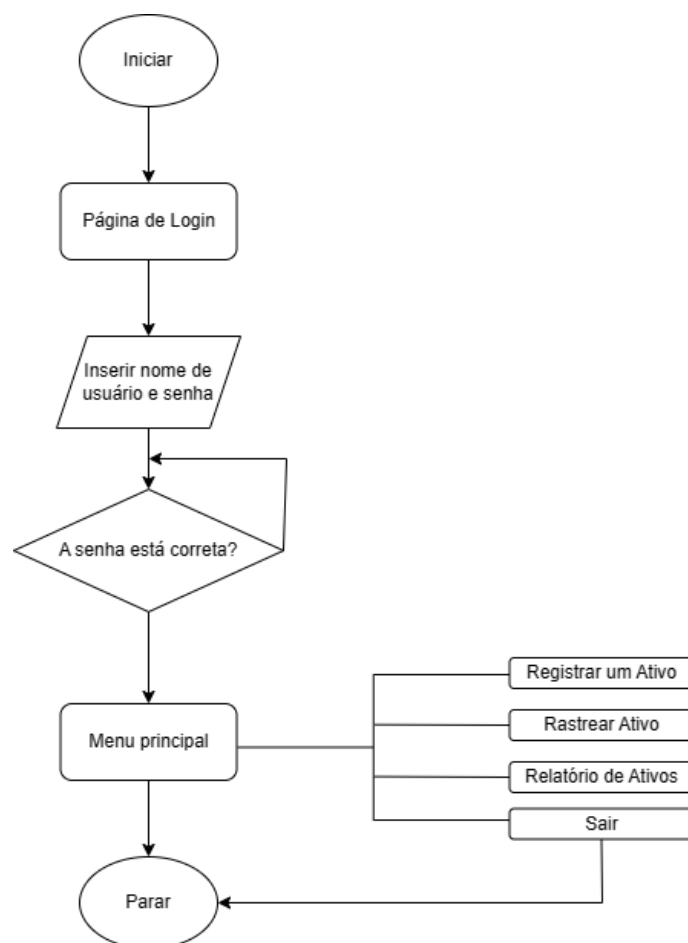 Iniciar
Página de Login
Inserir nome de
usuário e senha
A senha está correta?
Menu principal
Registrar um Ativo
Rastrear Ativo
Relatório de Ativos
Sair
Parar